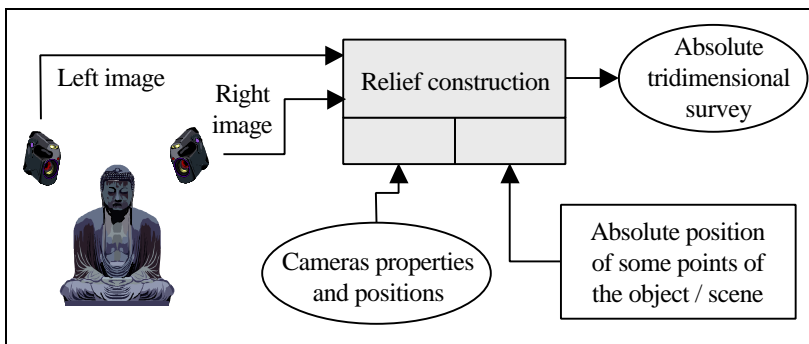 Left image
Right
image
Relief construction
Absolute
tridimensional
survey
Cameras properties
and positions
Absolute position
of some points of
the object / scene